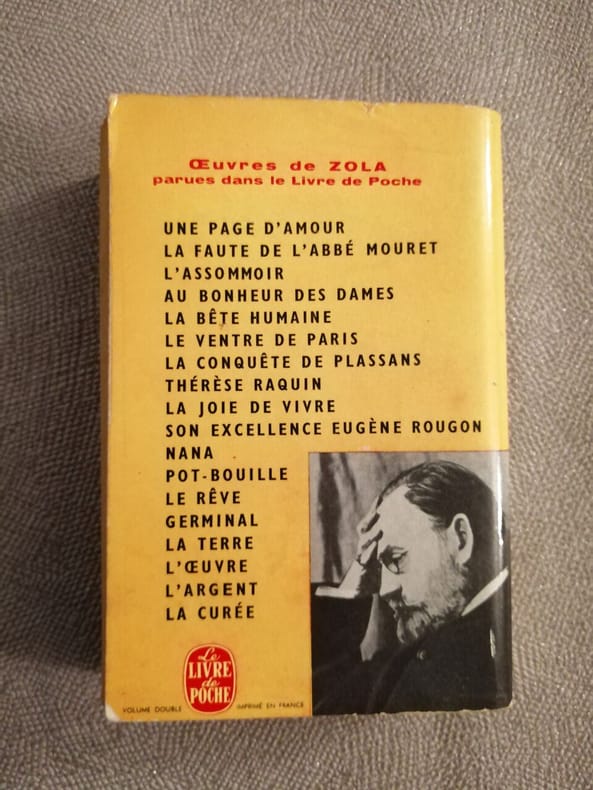 Œuvres de ZOLA
parues dans le Livre de Poche
UNE PAGE D'AMOUR
LA FAUTE DE L'ABBÉ MOURET
L'ASSOMMOIR
AU BONHEUR DES DAMES
LA BÊTE HUMAINE
LE VENTRE DE PARIS
LA CONQUÊTE DE PLASSANS
THÉRÈSE RAQUIN
LA JOIE DE VIVRE
SON EXCELLENCE EUGÈNE ROUGON
NANA
POT-BOUILLE
LE RÊVE
GERMINAL
LA TERRE
L'ŒUVRE
L'ARGENT
LA CURÉE
Le
LIVRE
de
POCHE
VOLUME DOUBLE
IMPRIMÉ EN FRANCE